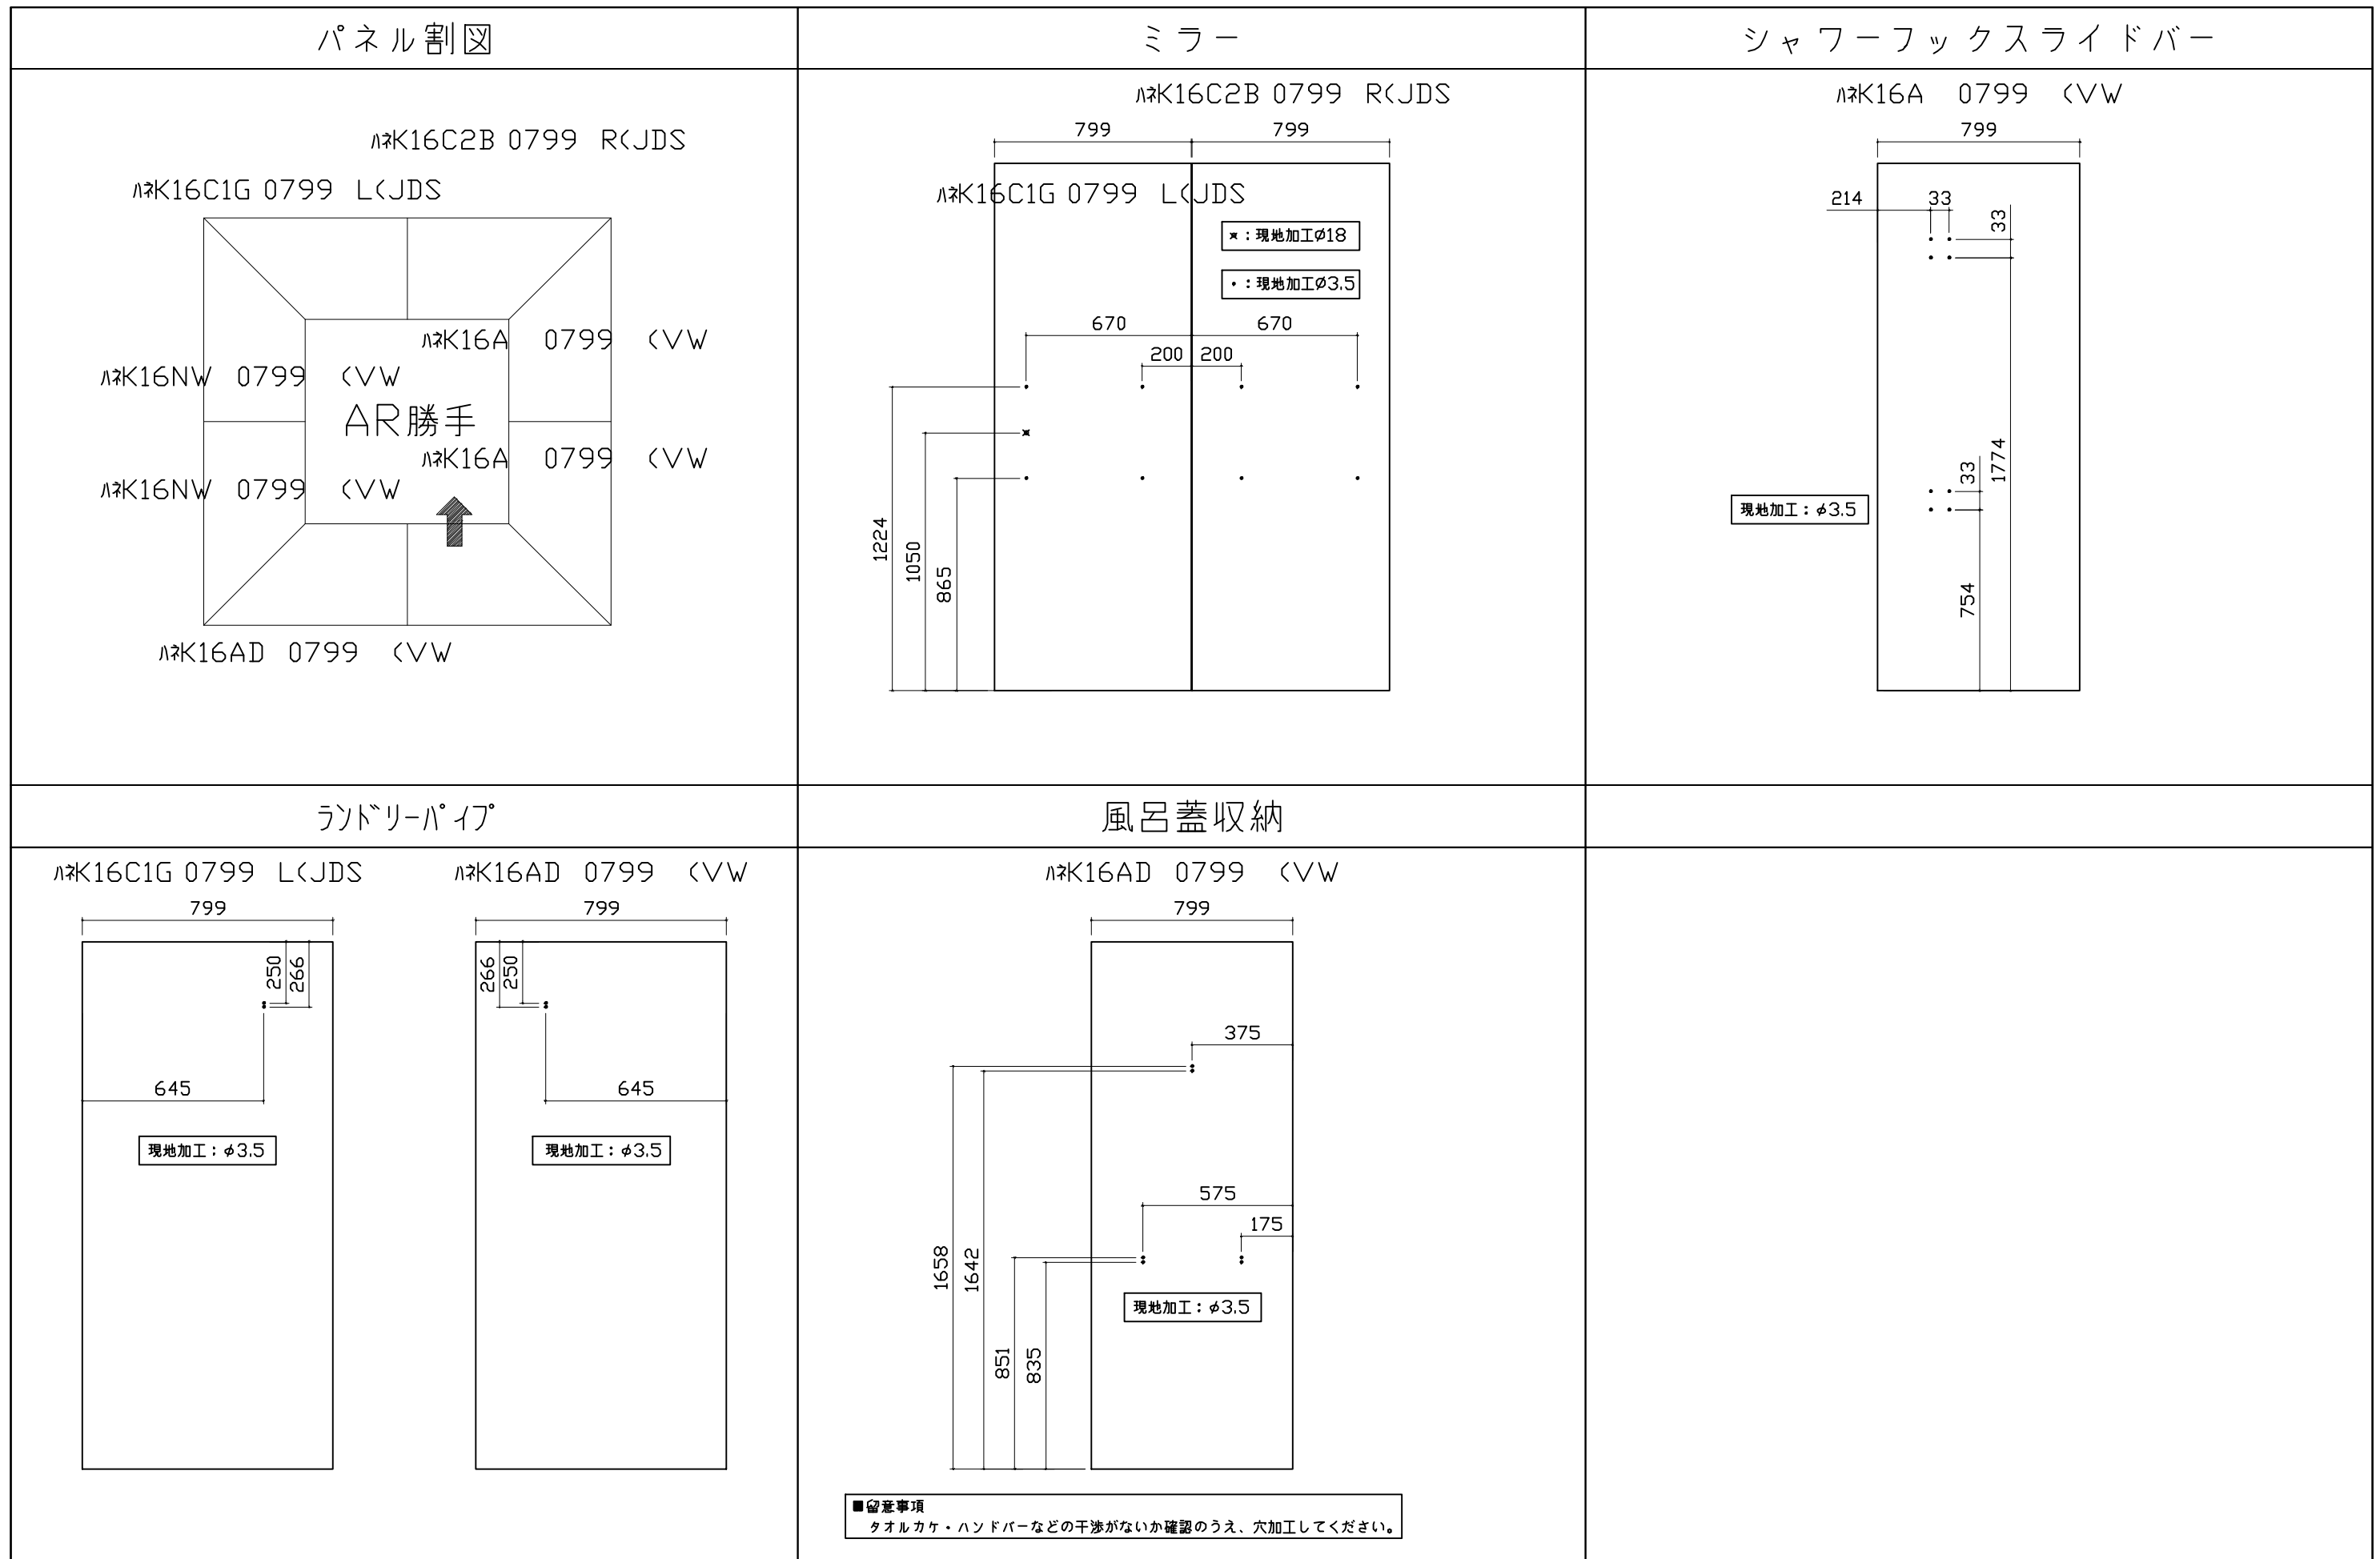 パネル割図
ﾊﾟﾈK16C2B 0799 R(JDS
ﾊﾟﾈK16C1G 0799 L(JDS
ﾊﾟﾈK16A 0799 (VW
ﾊﾟﾈK16NW 0799 (VW
AR勝手
ﾊﾟﾈK16A 0799 (VW
ﾊﾟﾈK16NW 0799 (VW
ﾊﾟﾈK16AD 0799 (VW
ミラー
ﾊﾟﾈK16C2B 0799 R(JDS
799 799
ﾊﾟﾈK16C1G 0799 L(JDS
×：現地加工Ø18
・：現地加工Ø3.5
670 670
200 200
1224
1050
865
シャワーフックスライドバー
ﾊﾟﾈK16A 0799 (VW
799
214 33
33
1774
33
現地加工：φ3.5
754
ﾗﾝﾄﾞﾘｰﾊﾟｲﾌﾟ
ﾊﾟﾈK16C1G 0799 L(JDS
799
250
266
645
現地加工：φ3.5
ﾊﾟﾈK16AD 0799 (VW
799
266
250
645
現地加工：φ3.5
風呂蓋収納
ﾊﾟﾈK16AD 0799 (VW
799
375
575
175
1658
1642
851
835
現地加工：φ3.5
■留意事項
タオルカケ・ハンドバーなどの干渉がないか確認のうえ、穴加工してください。